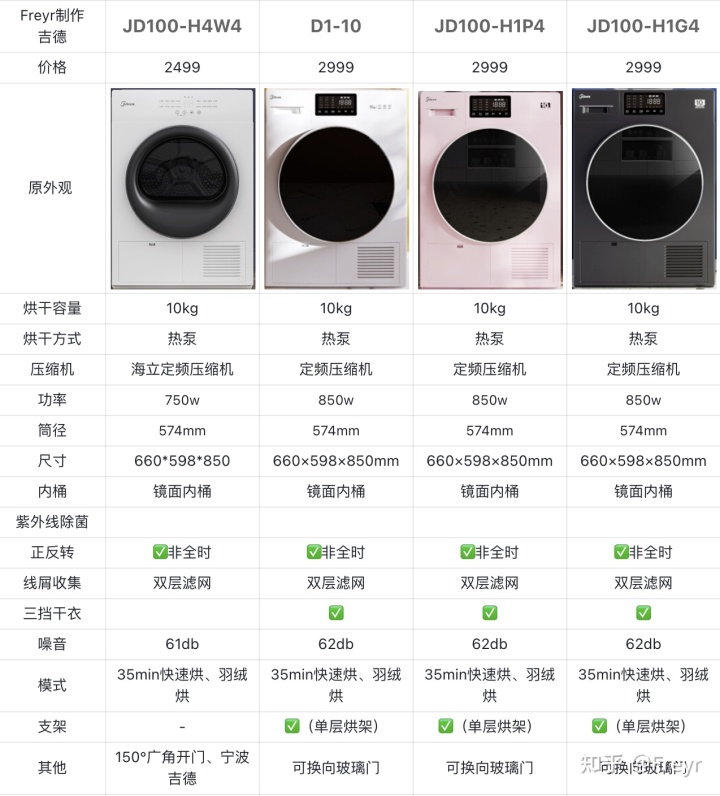 Freyr制作
吉德
JD100-H4W4
D1-10
JD100-H1P4
JD100-H1G4
价格
2499
2999
2999
2999
原外观
烘干容量
10kg
10kg
10kg
10kg
烘干方式
热泵
热泵
热泵
热泵
压缩机
海立定频压缩机
定频压缩机
定频压缩机
定频压缩机
功率
750w
850w
850w
850w
筒径
574mm
574mm
574mm
574mm
尺寸
660*598*850
660×598×850mm
660×598×850mm
660×598×850mm
内桶
镜面内桶
镜面内桶
镜面内桶
镜面内桶
紫外线除菌
正反转
✅非全时
✅非全时
✅非全时
✅非全时
线屑收集
双层滤网
双层滤网
双层滤网
双层滤网
三挡干衣
✅
✅
✅
噪音
61db
62db
62db
62db
模式
35min快速烘、羽绒
烘
35min快速烘、羽绒
烘
35min快速烘、羽绒
烘
35min快速烘、羽绒
烘
支架
-
✅（单层烘架）
✅（单层烘架）
✅（单层烘架）
其他
150°广角开门、宁波
吉德
可换向玻璃门
可换向玻璃门
可换向玻璃门
知乎 @Freyr